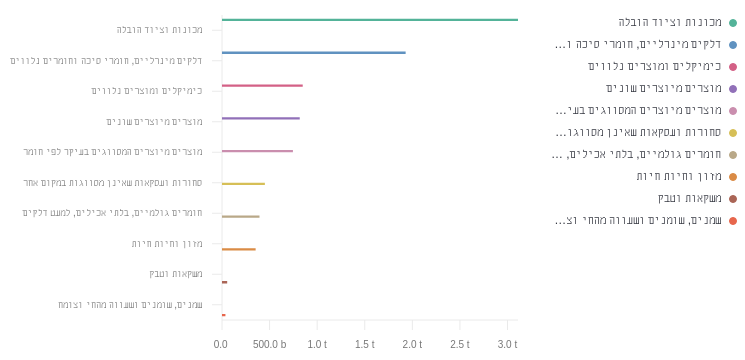 מכונות וציוד הובלה
דלקים מינרליים, חומרי סיכה וחומרים נלווים
כימיקלים ומוצרים נלווים
מוצרים מיוצרים שונים
מוצרים מיוצרים המסווגים בעיקר לפי חומר
סחורות ועסקאות שאינן מסווגות במקום אחר
חומרים גולמיים, בלתי אכילים, למעט דלקים
מזון וחיות חיות
משקאות וטבק
שמנים, שומנים ושעווה מהחי וצומח
0.0 500.0 b 1.0 t 1.5 t 2.0 t 2.5 t 3.0 t
מכונות וציוד הובלה
דלקים מינרליים, חומרי סיכה ו...
כימיקלים ומוצרים נלווים
מוצרים מיוצרים שונים
מוצרים מיוצרים המסווגים בעי...
סחורות ועסקאות שאינן מסווגו...
חומרים גולמיים, בלתי אכילים, ...
מזון וחיות חיות
משקאות וטבק
שמנים, שומנים ושעווה מהחי וצ...